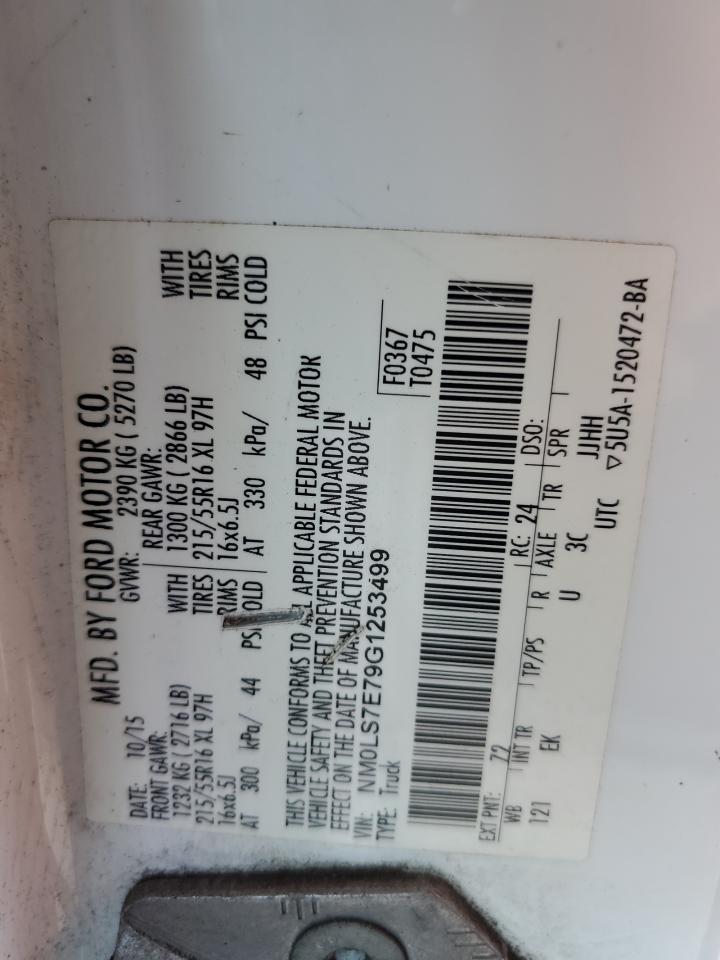 MFD. BY FORD MOTOR CO.
DATE: 10/15
GVWR: 2390 KG ( 5270 LB)
FRONT GAWR:
REAR GAWR:
1232 KG ( 2716 LB) WITH
1300 KG ( 2866 LB) WITH
215/55R16 XL 97H TIRES
215/55R16 XL 97H TIRES
16x6.5J RIMS
16x6.5J RIMS
AT 300 kPa/ 44 PSI COLD
AT 330 kPa/ 48 PSI COLD
THIS VEHICLE CONFORMS TO ALL APPLICABLE FEDERAL MOTOR
VEHICLE SAFETY AND THEFT PREVENTION STANDARDS IN
EFFECT ON THE DATE OF MANUFACTURE SHOWN ABOVE.
VIN: NM0LS7E79G1253499
TYPE: Truck
F0367
T0475
EXT PNT: 72 RC: 24 DSO:
WB INT TR TP/PS R AXLE TR SPR
121 EK U 3C JJHH
UTC ▽5U5A-1520472-BA